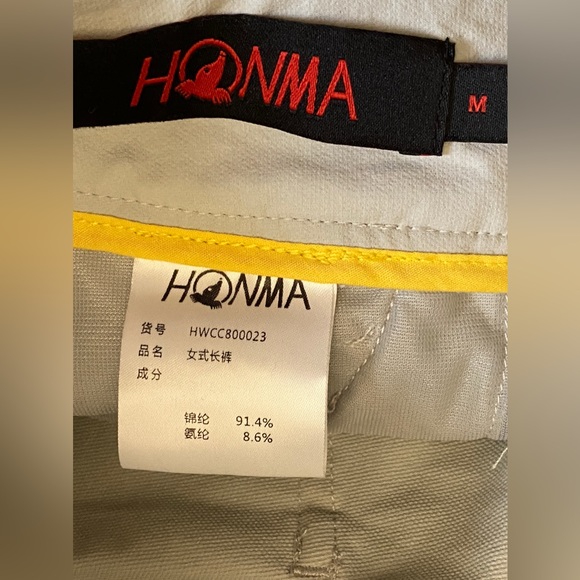 HONMA
M
HONMA
货号 HWCC800023
品名 女式长裤
成分
锦纶 91.4%
氨纶 8.6%